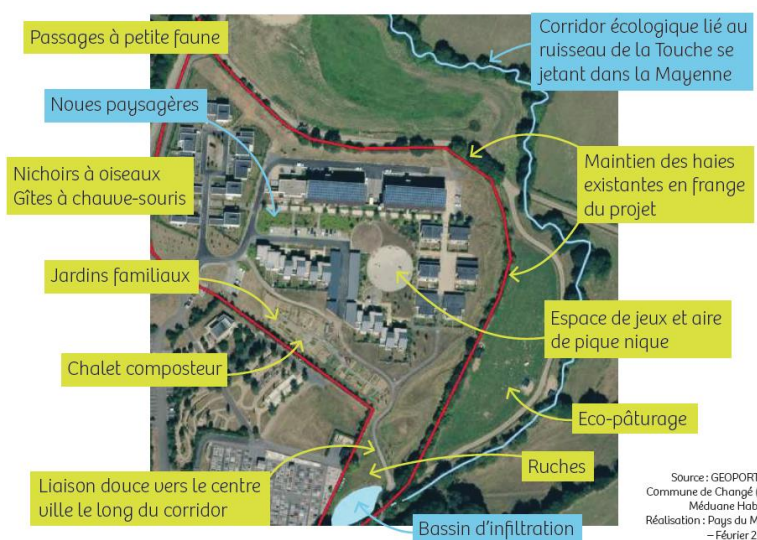 Passages à petite faune
Corridor écologique lié au
ruisseau de la Touche se
jetant dans la Mayenne
Noues paysagères
Nichoirs à oiseaux
Gîtes à chauve-souris
Maintien des haies
existantes en frange
du projet
Jardins familiaux
Espace de jeux et aire
de pique nique
Chalet composteur
Eco-pâturage
Ruches
Liaison douce vers le centre
ville le long du corridor
Bassin d'infiltration
Source : GEOPORT
Commune de Changé (
Méduane Hab
Réalisation : Pays du M
– Février 2